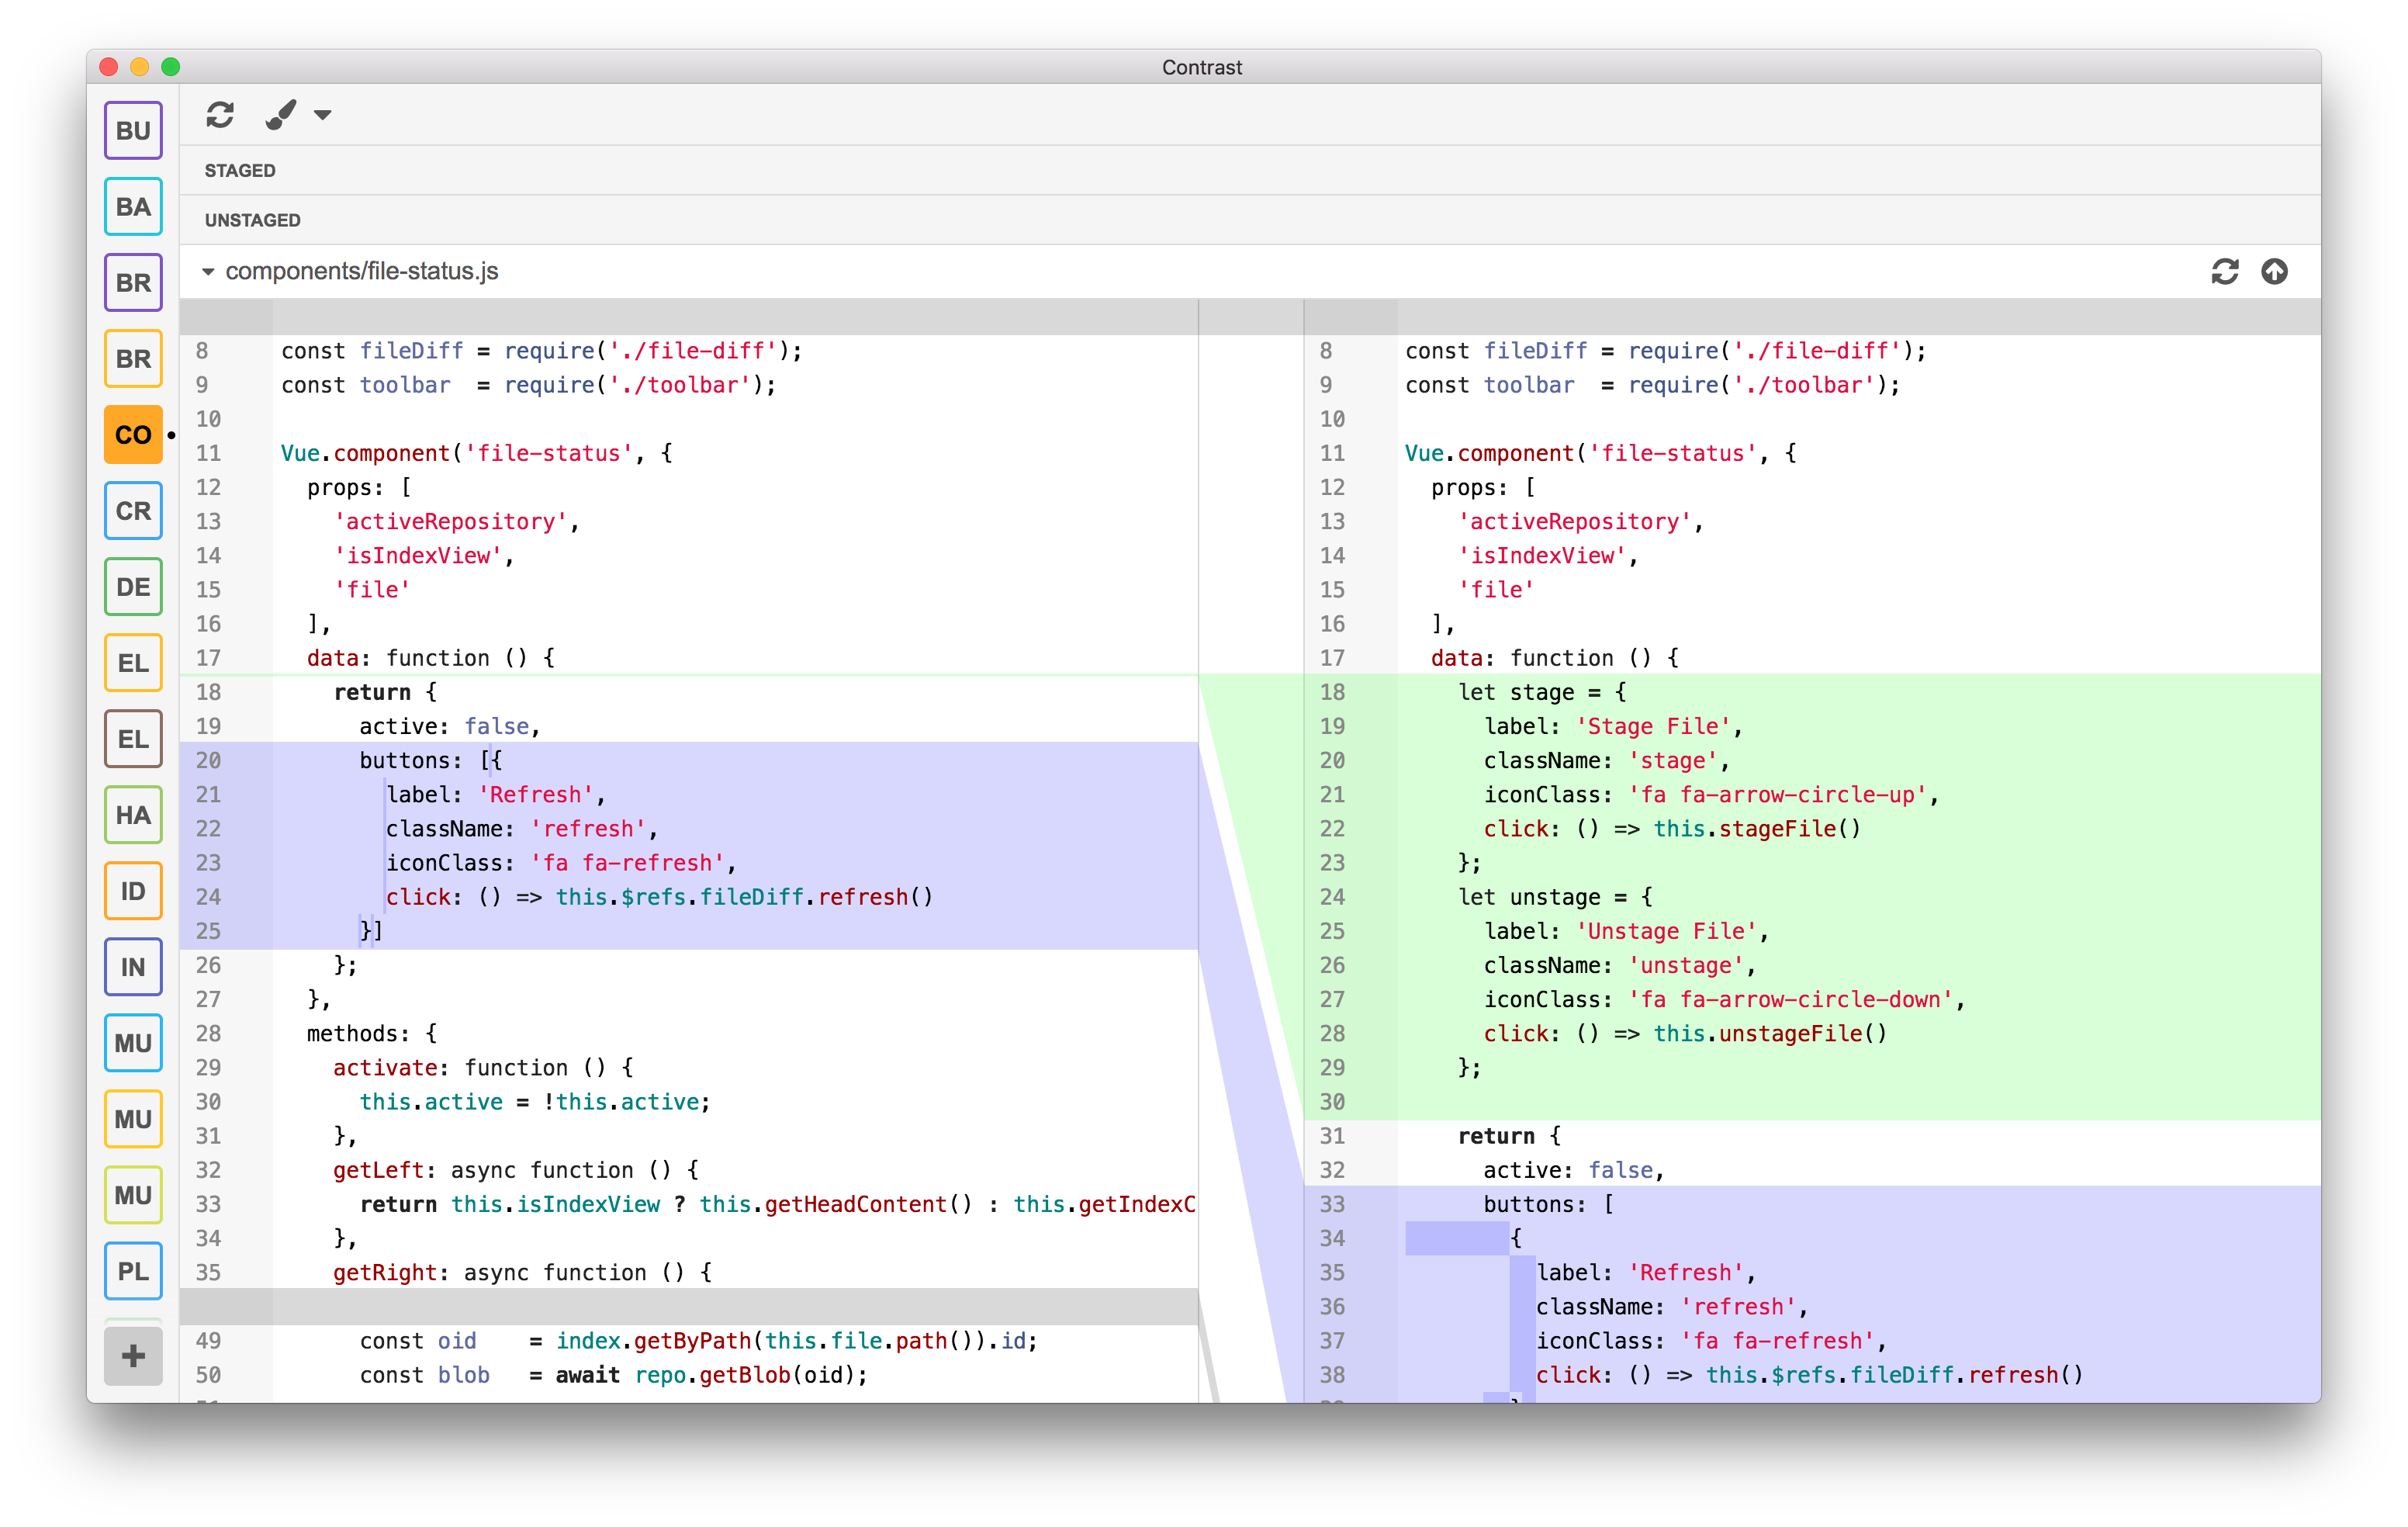 Contrast
BU
BA
BR
BR
CO
CR
DE
EL
EL
HA
ID
IN
MU
MU
MU
PL
STAGED
UNSTAGED
components/file-status.js
8 const fileDiff = require('./file-diff');
9 const toolbar  = require('./toolbar');
10
11 Vue.component('file-status', {
12   props: [
13     'activeRepository',
14     'isIndexView',
15     'file'
16   ],
17   data: function () {
18     return {
19       active: false,
20       buttons: [{
21         label: 'Refresh',
22         className: 'refresh',
23         iconClass: 'fa fa-refresh',
24         click: () => this.$refs.fileDiff.refresh()
25       }]
26     };
27   },
28   methods: {
29     activate: function () {
30       this.active = !this.active;
31     },
32     getLeft: async function () {
33       return this.isIndexView ? this.getHeadContent() : this.getIndexC
34     },
35     getRight: async function () {
49       const oid    = index.getByPath(this.file.path()).id;
50       const blob   = await repo.getBlob(oid);
8 const fileDiff = require('./file-diff');
9 const toolbar  = require('./toolbar');
10
11 Vue.component('file-status', {
12   props: [
13     'activeRepository',
14     'isIndexView',
15     'file'
16   ],
17   data: function () {
18     let stage = {
19       label: 'Stage File',
20       className: 'stage',
21       iconClass: 'fa fa-arrow-circle-up',
22       click: () => this.stageFile()
23     };
24     let unstage = {
25       label: 'Unstage File',
26       className: 'unstage',
27       iconClass: 'fa fa-arrow-circle-down',
28       click: () => this.unstageFile()
29     };
30
31     return {
32       active: false,
33       buttons: [
34         {
35           label: 'Refresh',
36           className: 'refresh',
37           iconClass: 'fa fa-refresh',
38           click: () => this.$refs.fileDiff.refresh()